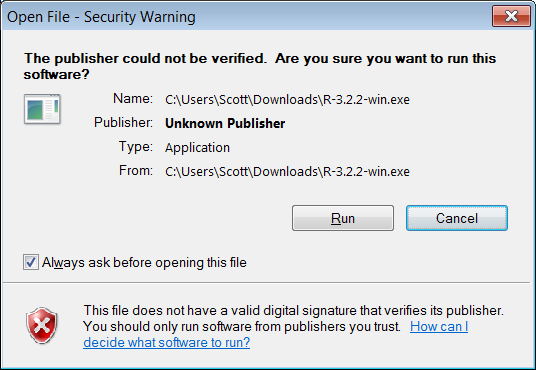 Open File - Security Warning
The publisher could not be verified.  Are you sure you want to run this
software?
Name: C:\Users\Scott\Downloads\R-3.2.2-win.exe
Publisher: Unknown Publisher
Type: Application
From: C:\Users\Scott\Downloads\R-3.2.2-win.exe
Run Cancel
Always ask before opening this file
This file does not have a valid digital signature that verifies its publisher.
You should only run software from publishers you trust.  How can I
decide what software to run?